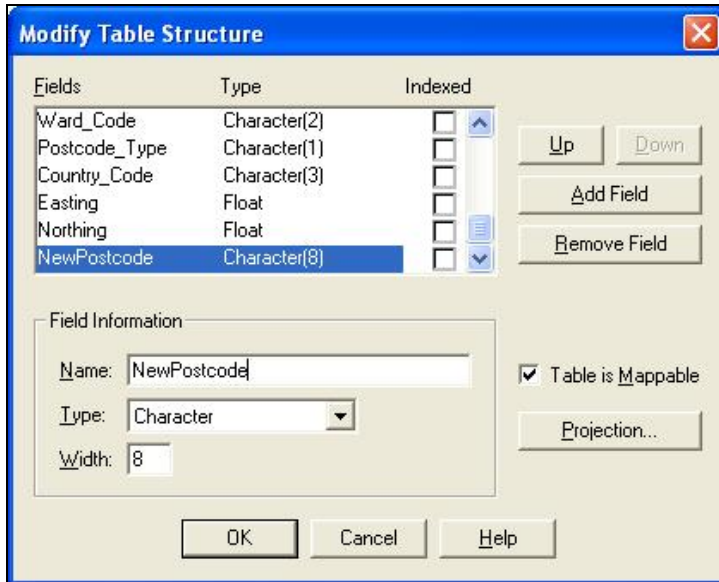 Modify Table Structure
Fields Type Indexed
Ward_Code Character(2)
Postcode_Type Character(1)
Country_Code Character(3)
Easting Float
Northing Float
NewPostcode Character(8)
Up Down
Add Field
Remove Field
Field Information
Name: NewPostcode
Type: Character
Width: 8
Table is Mappable
Projection...
OK Cancel Help